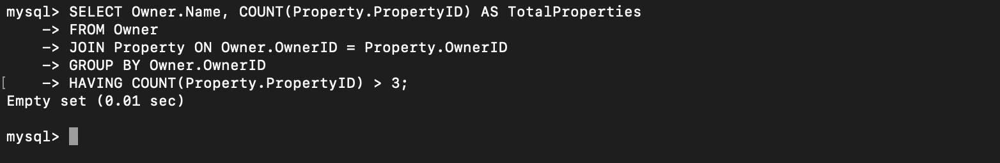 mysql> SELECT Owner.Name, COUNT(Property.PropertyID) AS TotalProperties
    -> FROM Owner
    -> JOIN Property ON Owner.OwnerID = Property.OwnerID
    -> GROUP BY Owner.OwnerID
[    -> HAVING COUNT(Property.PropertyID) > 3;
Empty set (0.01 sec)

mysql>